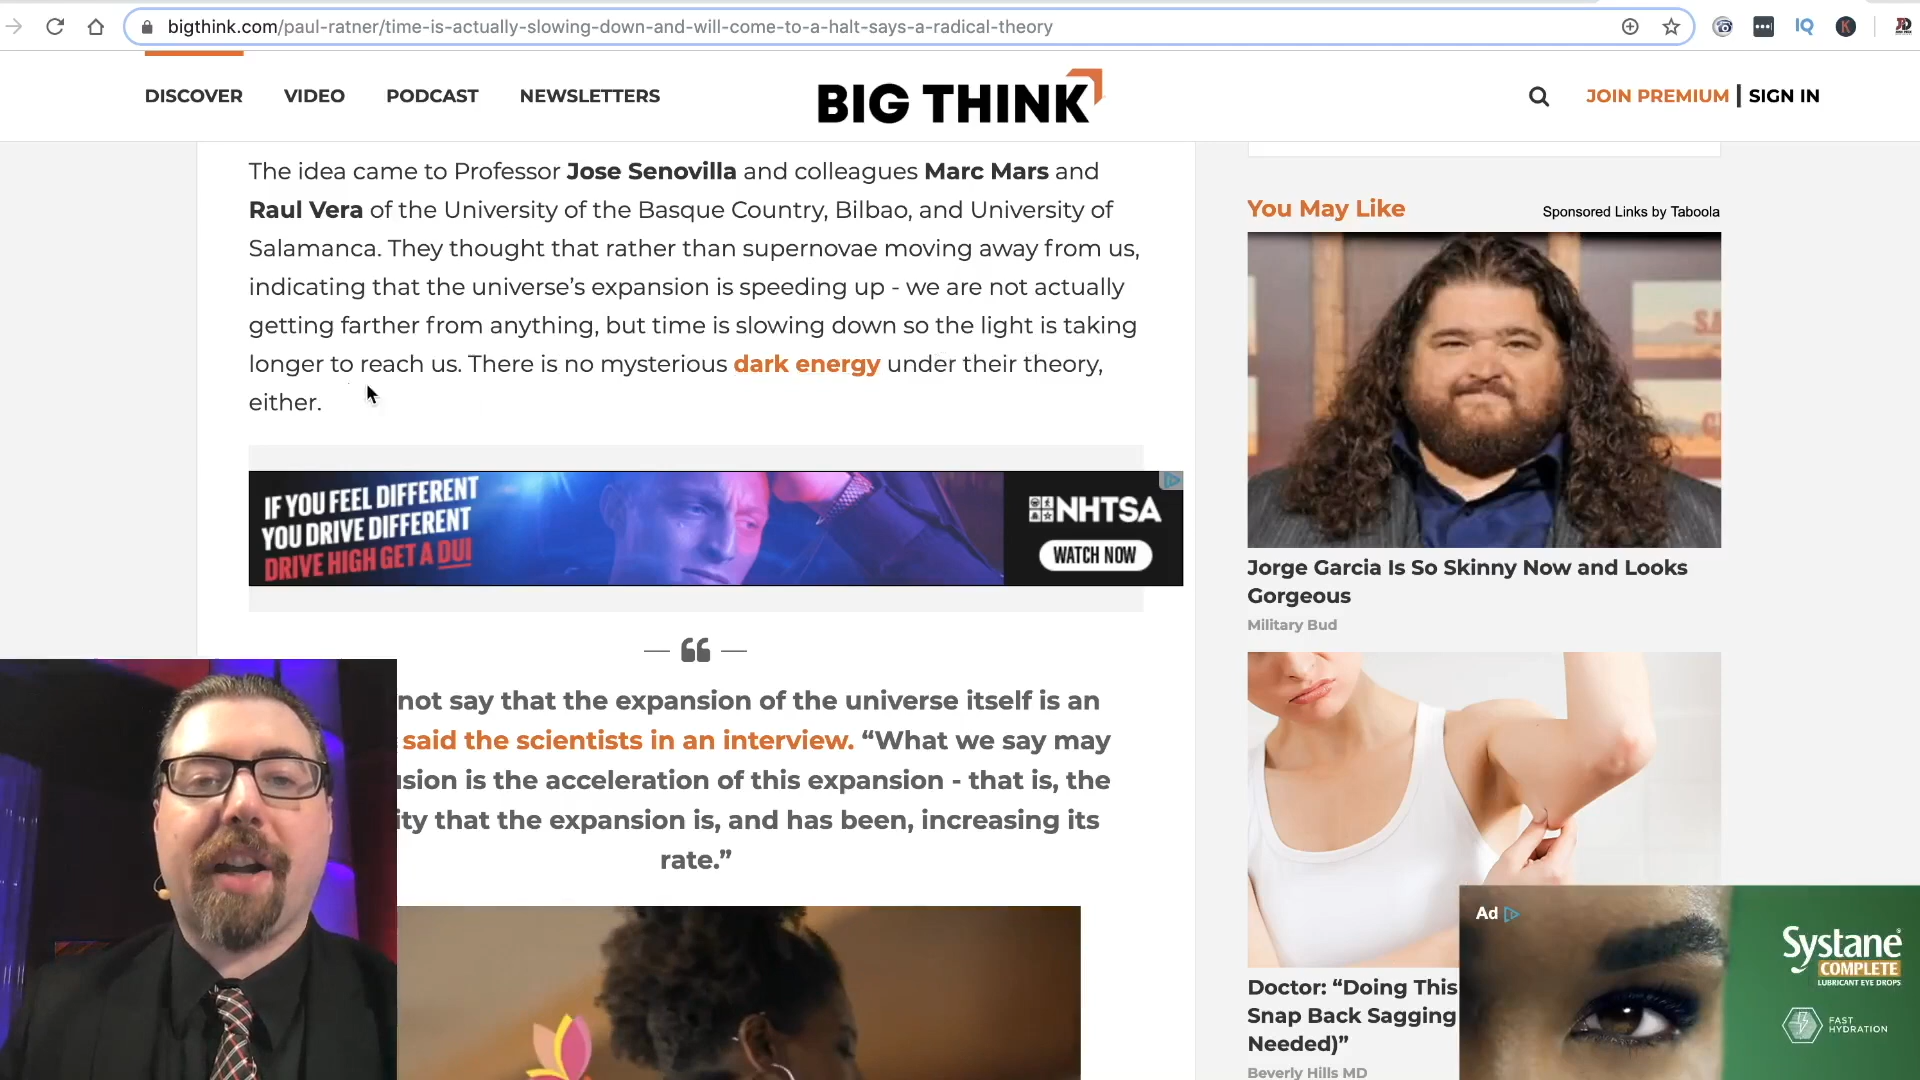 bigthink.com/paul-ratner/time-is-actually-slowing-down-and-will-come-to-a-halt-says-a-radical-theory
IQ
K
DISCOVER
VIDEO
PODCAST
NEWSLETTERS
BIG THINK
JOIN PREMIUM | SIGN IN
The idea came to Professor Jose Senovilla and colleagues Marc Mars and
Raul Vera of the University of the Basque Country, Bilbao, and University of
Salamanca. They thought that rather than supernovae moving away from us,
indicating that the universe’s expansion is speeding up - we are not actually
getting farther from anything, but time is slowing down so the light is taking
longer to reach us. There is no mysterious dark energy under their theory,
either.
IF YOU FEEL DIFFERENT
YOU DRIVE DIFFERENT
DRIVE HIGH GET A DUI
NHTSA
WATCH NOW
not say that the expansion of the universe itself is an
said the scientists in an interview. “What we say may
usion is the acceleration of this expansion - that is, the
ity that the expansion is, and has been, increasing its
rate.”
You May Like
Sponsored Links by Taboola
Jorge Garcia Is So Skinny Now and Looks
Gorgeous
Military Bud
Doctor: “Doing This
Snap Back Sagging
Needed)”
Beverly Hills MD
Ad
Systane
COMPLETE
LUBRICANT EYE DROPS
FAST
HYDRATION